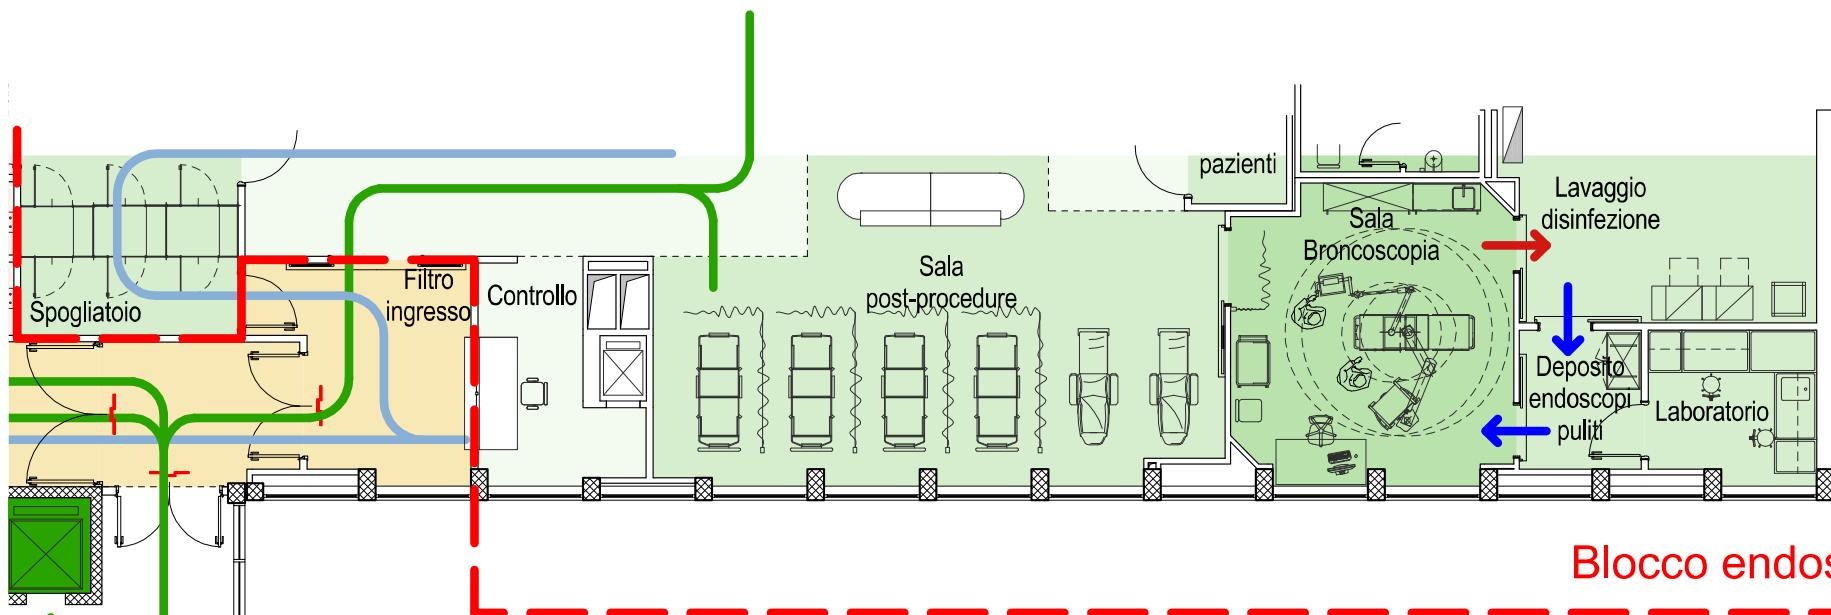 pazienti
Lavaggio
disinfezione
Sala
Broncoscopia
Sala
post-procedure
Filtro
ingresso
Controllo
Spogliatoio
Deposito
endoscopi
puliti
Laboratorio
Blocco endos